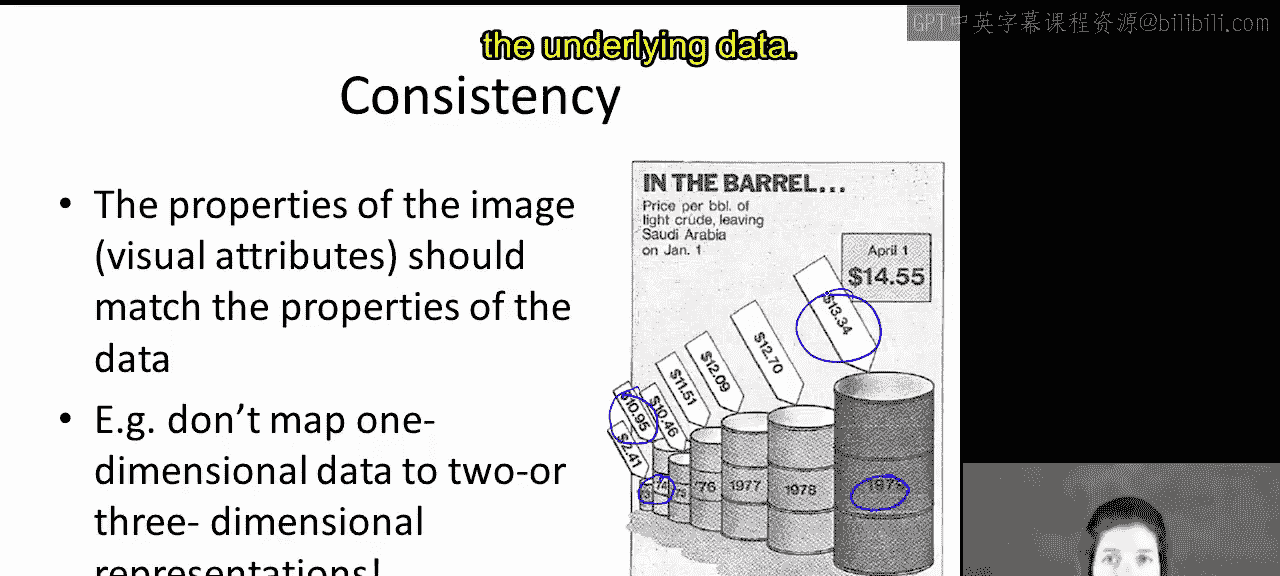 GPT中英字幕课程资源@bilibili.com
the underlying data.
Consistency
• The properties of the image
(visual attributes) should
match the properties of the
data
• E.g. don't map one-
dimensional data to two-or
three- dimensional
representations!
IN THE BARREL...
Price per bbl. of
light crude, leaving
Saudi Arabia
on Jan. 1
April 1
$14.55
$13.34
$12.70
$12.09
$11.51
$10.46
$10.95
$2.41
'76
1977
1978